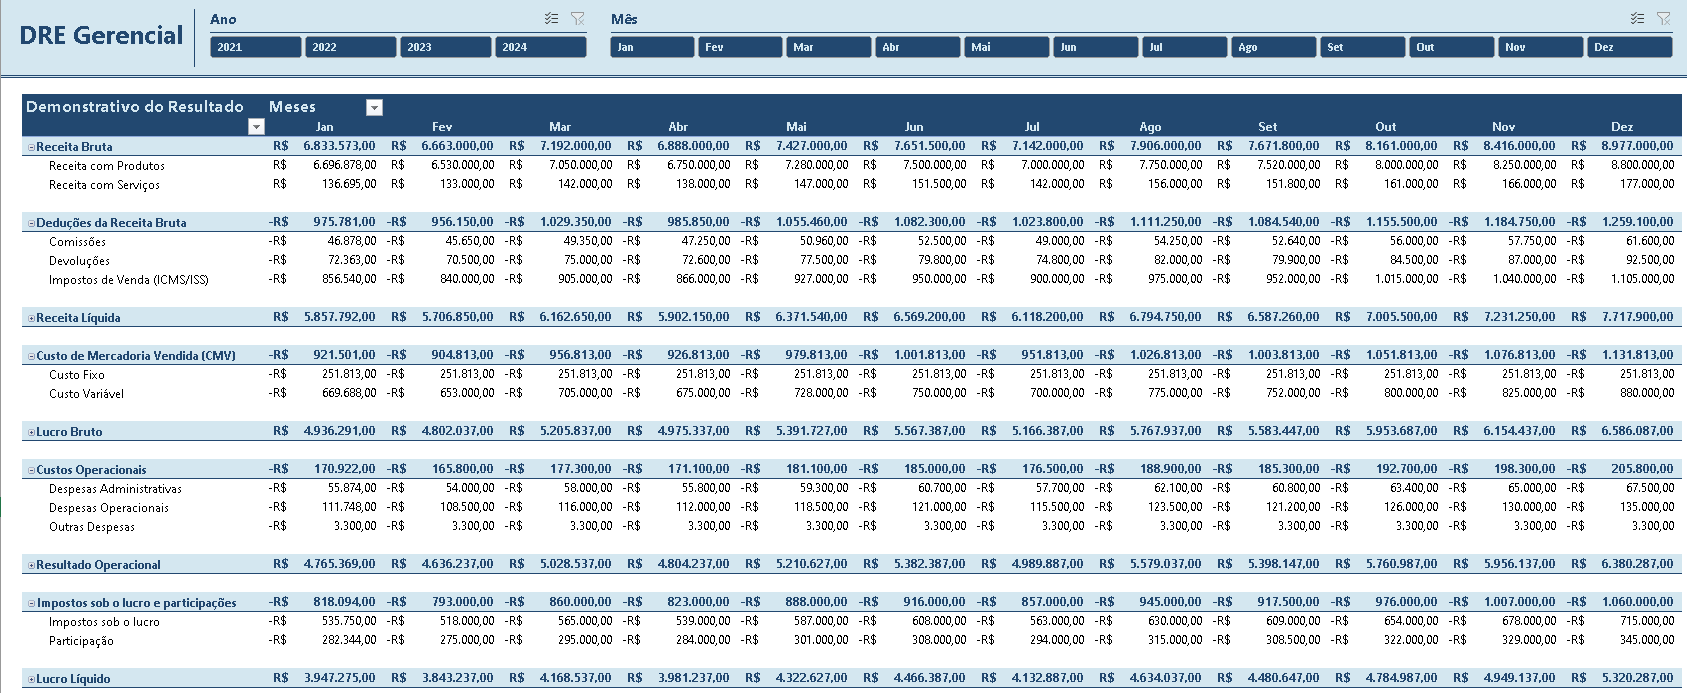 DRE Gerencial
Ano
Mês
2021 2022 2023 2024
Jan Fev Mar Abr Mai Jun Jul Ago Set Out Nov Dez
Demonstrativo do Resultado Meses
Jan Fev Mar Abr Mai Jun Jul Ago Set Out Nov Dez
Receita Bruta R$ 6.833.573,00 R$ 6.663.000,00 R$ 7.192.000,00 R$ 6.888.000,00 R$ 7.427.000,00 R$ 7.651.500,00 R$ 7.142.000,00 R$ 7.906.000,00 R$ 7.671.800,00 R$ 8.161.000,00 R$ 8.416.000,00 R$ 8.977.000,00
Receita com Produtos R$ 6.696.878,00 R$ 6.530.000,00 R$ 7.050.000,00 R$ 6.750.000,00 R$ 7.280.000,00 R$ 7.500.000,00 R$ 7.000.000,00 R$ 7.750.000,00 R$ 7.520.000,00 R$ 8.000.000,00 R$ 8.250.000,00 R$ 8.800.000,00
Receita com Serviços R$ 136.695,00 R$ 133.000,00 R$ 142.000,00 R$ 138.000,00 R$ 147.000,00 R$ 151.500,00 R$ 142.000,00 R$ 156.000,00 R$ 151.800,00 R$ 161.000,00 R$ 166.000,00 R$ 177.000,00
Deduções da Receita Bruta -R$ 975.781,00 -R$ 956.150,00 -R$ 1.029.350,00 -R$ 985.850,00 -R$ 1.055.460,00 -R$ 1.082.300,00 -R$ 1.023.800,00 -R$ 1.111.250,00 -R$ 1.084.540,00 -R$ 1.155.500,00 -R$ 1.184.750,00 -R$ 1.259.100,00
Comissões -R$ 46.878,00 -R$ 45.650,00 -R$ 49.350,00 -R$ 47.250,00 -R$ 50.960,00 -R$ 52.500,00 -R$ 49.000,00 -R$ 54.250,00 -R$ 52.640,00 -R$ 56.000,00 -R$ 57.750,00 -R$ 61.600,00
Devoluções -R$ 72.363,00 -R$ 70.500,00 -R$ 75.000,00 -R$ 72.600,00 -R$ 77.500,00 -R$ 79.800,00 -R$ 74.800,00 -R$ 82.000,00 -R$ 79.900,00 -R$ 84.500,00 -R$ 87.000,00 -R$ 92.500,00
Impostos de Venda (ICMS/ISS) -R$ 856.540,00 -R$ 840.000,00 -R$ 905.000,00 -R$ 866.000,00 -R$ 927.000,00 -R$ 950.000,00 -R$ 900.000,00 -R$ 975.000,00 -R$ 952.000,00 -R$ 1.015.000,00 -R$ 1.040.000,00 -R$ 1.105.000,00
Receita Líquida R$ 5.857.792,00 R$ 5.706.850,00 R$ 6.162.650,00 R$ 5.902.150,00 R$ 6.371.540,00 R$ 6.569.200,00 R$ 6.118.200,00 R$ 6.794.750,00 R$ 6.587.260,00 R$ 7.005.500,00 R$ 7.231.250,00 R$ 7.717.900,00
Custo de Mercadoria Vendida (CMV) -R$ 921.501,00 -R$ 904.813,00 -R$ 956.813,00 -R$ 926.813,00 -R$ 979.813,00 -R$ 1.001.813,00 -R$ 951.813,00 -R$ 1.026.813,00 -R$ 1.003.813,00 -R$ 1.051.813,00 -R$ 1.076.813,00 -R$ 1.131.813,00
Custo Fixo -R$ 251.813,00 -R$ 251.813,00 -R$ 251.813,00 -R$ 251.813,00 -R$ 251.813,00 -R$ 251.813,00 -R$ 251.813,00 -R$ 251.813,00 -R$ 251.813,00 -R$ 251.813,00 -R$ 251.813,00 -R$ 251.813,00
Custo Variável -R$ 669.688,00 -R$ 653.000,00 -R$ 705.000,00 -R$ 675.000,00 -R$ 728.000,00 -R$ 750.000,00 -R$ 700.000,00 -R$ 775.000,00 -R$ 752.000,00 -R$ 800.000,00 -R$ 825.000,00 -R$ 880.000,00
Lucro Bruto R$ 4.936.291,00 R$ 4.802.037,00 R$ 5.205.837,00 R$ 4.975.337,00 R$ 5.391.727,00 R$ 5.567.387,00 R$ 5.166.387,00 R$ 5.767.937,00 R$ 5.583.447,00 R$ 5.953.687,00 R$ 6.154.437,00 R$ 6.586.087,00
Custos Operacionais -R$ 170.922,00 -R$ 165.800,00 -R$ 177.300,00 -R$ 171.100,00 -R$ 181.100,00 -R$ 185.000,00 -R$ 176.500,00 -R$ 188.900,00 -R$ 185.300,00 -R$ 192.700,00 -R$ 198.300,00 -R$ 205.800,00
Despesas Administrativas -R$ 55.874,00 -R$ 54.000,00 -R$ 58.000,00 -R$ 55.800,00 -R$ 59.300,00 -R$ 60.700,00 -R$ 57.700,00 -R$ 62.100,00 -R$ 60.800,00 -R$ 63.400,00 -R$ 65.000,00 -R$ 67.500,00
Despesas Operacionais -R$ 111.748,00 -R$ 108.500,00 -R$ 116.000,00 -R$ 112.000,00 -R$ 118.500,00 -R$ 121.000,00 -R$ 115.500,00 -R$ 123.500,00 -R$ 121.200,00 -R$ 126.000,00 -R$ 130.000,00 -R$ 135.000,00
Outras Despesas -R$ 3.300,00 -R$ 3.300,00 -R$ 3.300,00 -R$ 3.300,00 -R$ 3.300,00 -R$ 3.300,00 -R$ 3.300,00 -R$ 3.300,00 -R$ 3.300,00 -R$ 3.300,00 -R$ 3.300,00 -R$ 3.300,00
Resultado Operacional R$ 4.765.369,00 R$ 4.636.237,00 R$ 5.028.537,00 R$ 4.804.237,00 R$ 5.210.627,00 R$ 5.382.387,00 R$ 4.989.887,00 R$ 5.579.037,00 R$ 5.398.147,00 R$ 5.760.987,00 R$ 5.956.137,00 R$ 6.380.287,00
Impostos sob o lucro e participações -R$ 818.094,00 -R$ 793.000,00 -R$ 860.000,00 -R$ 823.000,00 -R$ 888.000,00 -R$ 916.000,00 -R$ 857.000,00 -R$ 945.000,00 -R$ 917.500,00 -R$ 976.000,00 -R$ 1.007.000,00 -R$ 1.060.000,00
Impostos sob o lucro -R$ 535.750,00 -R$ 518.000,00 -R$ 565.000,00 -R$ 539.000,00 -R$ 587.000,00 -R$ 608.000,00 -R$ 563.000,00 -R$ 630.000,00 -R$ 609.000,00 -R$ 654.000,00 -R$ 678.000,00 -R$ 715.000,00
Participação -R$ 282.344,00 -R$ 275.000,00 -R$ 295.000,00 -R$ 284.000,00 -R$ 301.000,00 -R$ 308.000,00 -R$ 294.000,00 -R$ 315.000,00 -R$ 308.500,00 -R$ 322.000,00 -R$ 329.000,00 -R$ 345.000,00
Lucro Líquido R$ 3.947.275,00 R$ 3.843.237,00 R$ 4.168.537,00 R$ 3.981.237,00 R$ 4.322.627,00 R$ 4.466.387,00 R$ 4.132.887,00 R$ 4.634.037,00 R$ 4.480.647,00 R$ 4.784.987,00 R$ 4.949.137,00 R$ 5.320.287,00